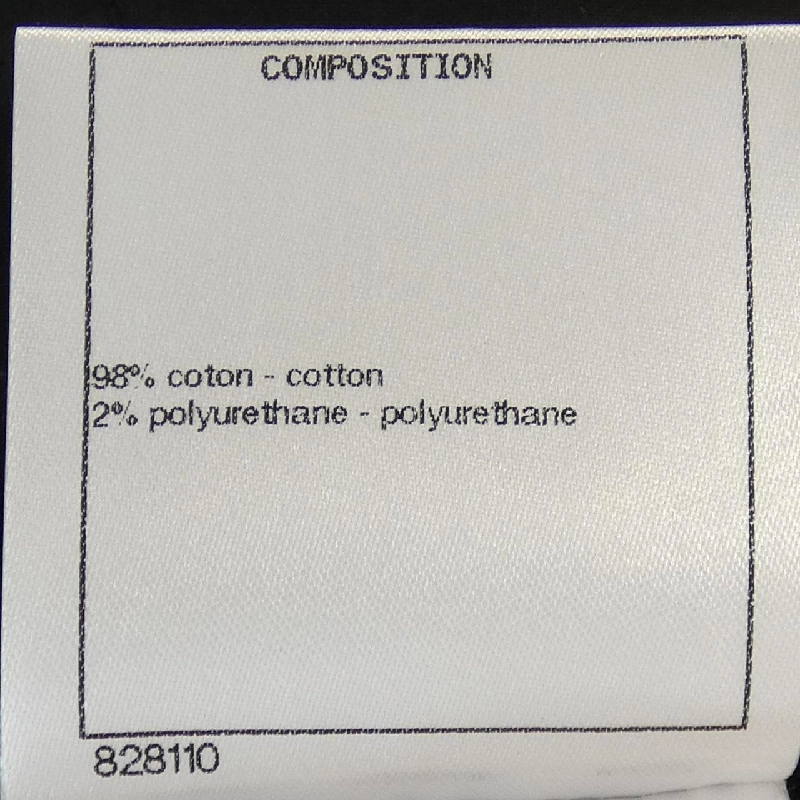 COMPOSITION
98% coton - cotton
2% polyurethane - polyurethane
828110